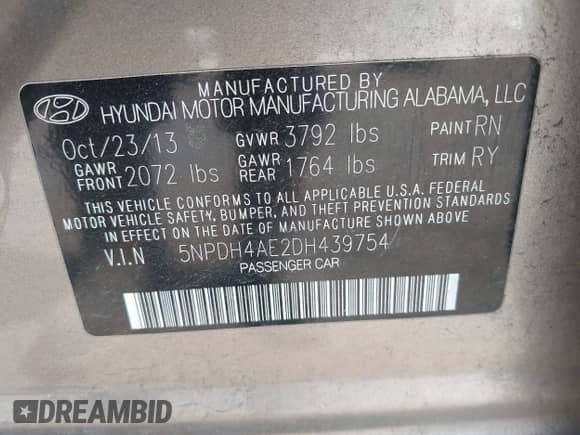 MANUFACTURED BY
HYUNDAI MOTOR MANUFACTURING ALABAMA, LLC
Oct/23/13 GVWR 3792 lbs PAINT RN
GAWR FRONT 2072 lbs GAWR REAR 1764 lbs TRIM RY
THIS VEHICLE CONFORMS TO ALL APPLICABLE U.S.A. FEDERAL
MOTOR VEHICLE SAFETY, BUMPER, AND THEFT PREVENTION STANDARDS
IN EFFECT ON THE DATE OF MANUFACTURE SHOWN ABOVE.
V.I.N 5NPDH4AE2DH439754
PASSENGER CAR
DREAMBID